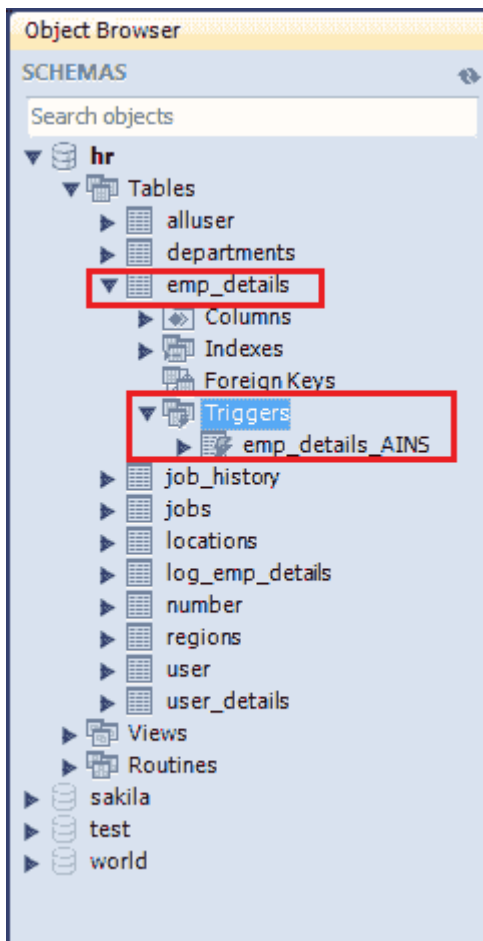 Object Browser
SCHEMAS
Search objects
hr
Tables
alluser
departments
emp_details
Columns
Indexes
Foreign Keys
Triggers
emp_details_AINS
job_history
jobs
locations
log_emp_details
number
regions
user
user_details
Views
Routines
sakila
test
world